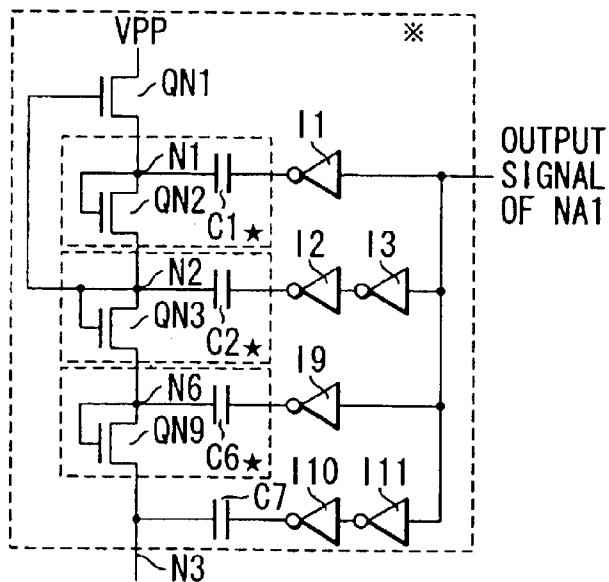 VPP
※
QN1
I1
OUTPUT
SIGNAL
OF NA1
N1
QN2
C1★
N2
I2
I3
QN3
C2★
N6
I9
QN9
C6★
C7
I10
I11
N3